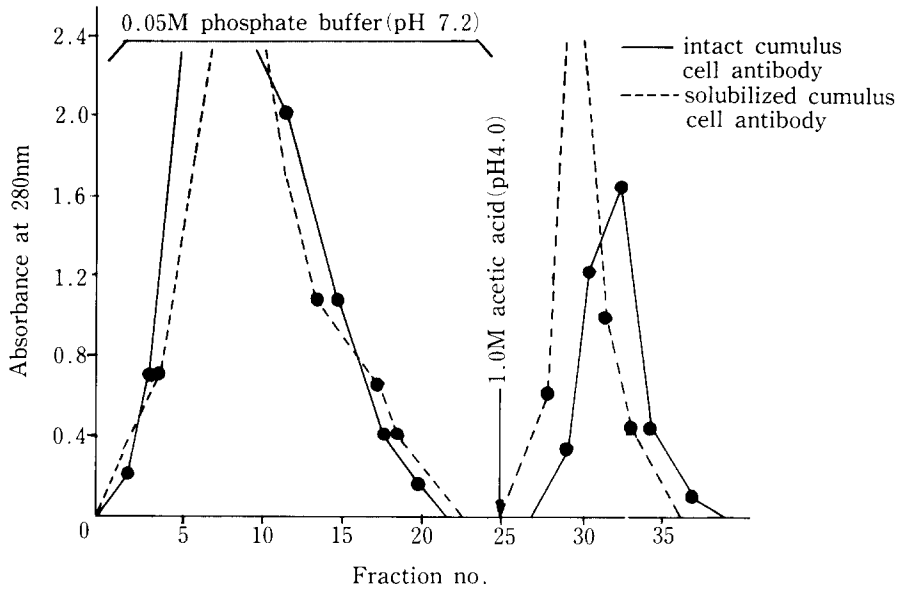 0.05M phosphate buffer(pH 7.2)
2.4
2.0
1.6
1.2
0.8
0.4
0
5
10
15
20
25
30
35
Absorbance at 280nm
Fraction no.
1.0M acetic acid(pH4.0)
intact cumulus
cell antibody
solubilized cumulus
cell antibody